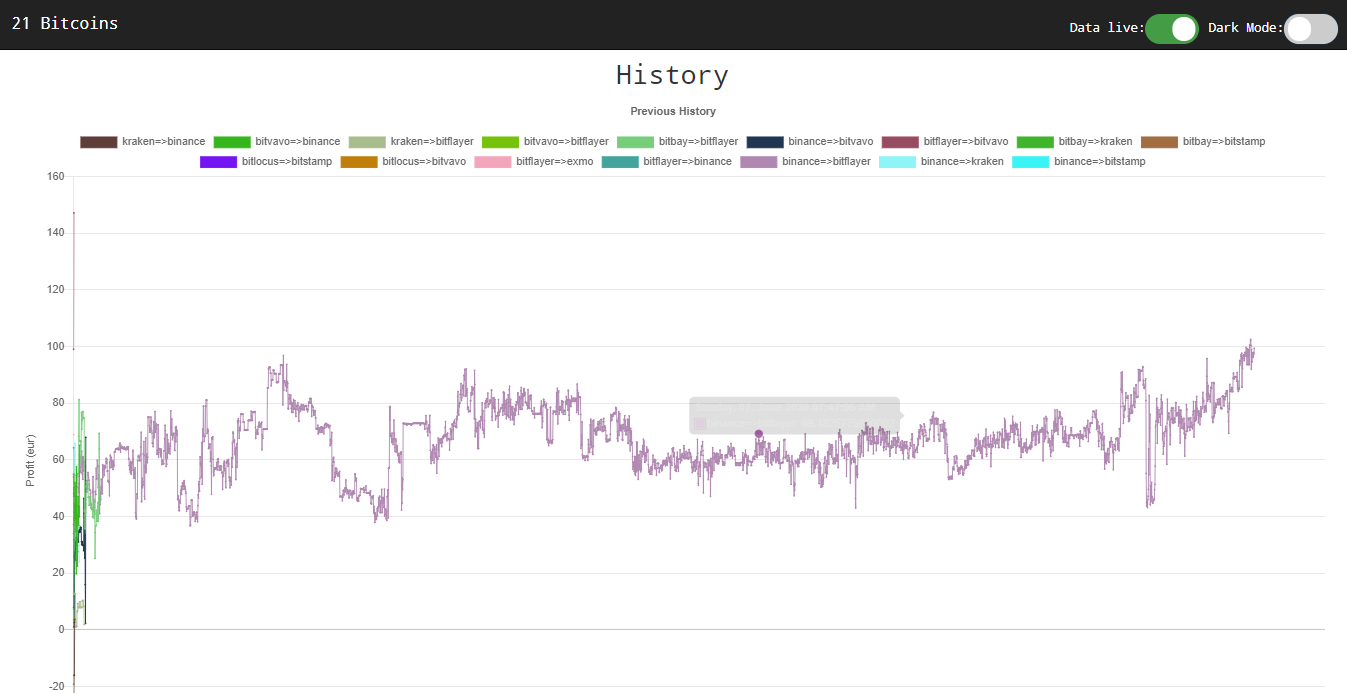 21 Bitcoins
Data live: Dark Mode:
History
Previous History
kraken=>binance bitvavo=>binance kraken=>bitflayer bitvavo=>bitflayer bitbay=>bitflayer binance=>bitvavo bitflayer=>bitvavo bitbay=>kraken bitbay=>bitstamp
bitlocus=>bitstamp bitlocus=>bitvavo bitflayer=>exmo bitflayer=>binance binance=>bitflayer binance=>kraken binance=>bitstamp
160
140
120
100
80
60
40
20
0
-20
Profit (eur)